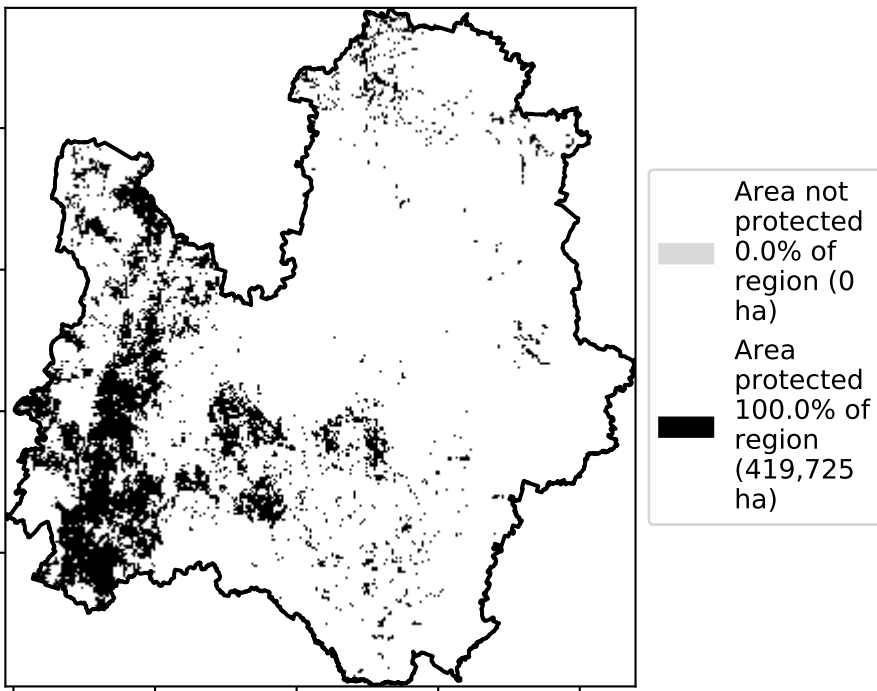 Area not
protected
0.0% of
region (0
ha)
Area
protected
100.0% of
region
(419,725
ha)